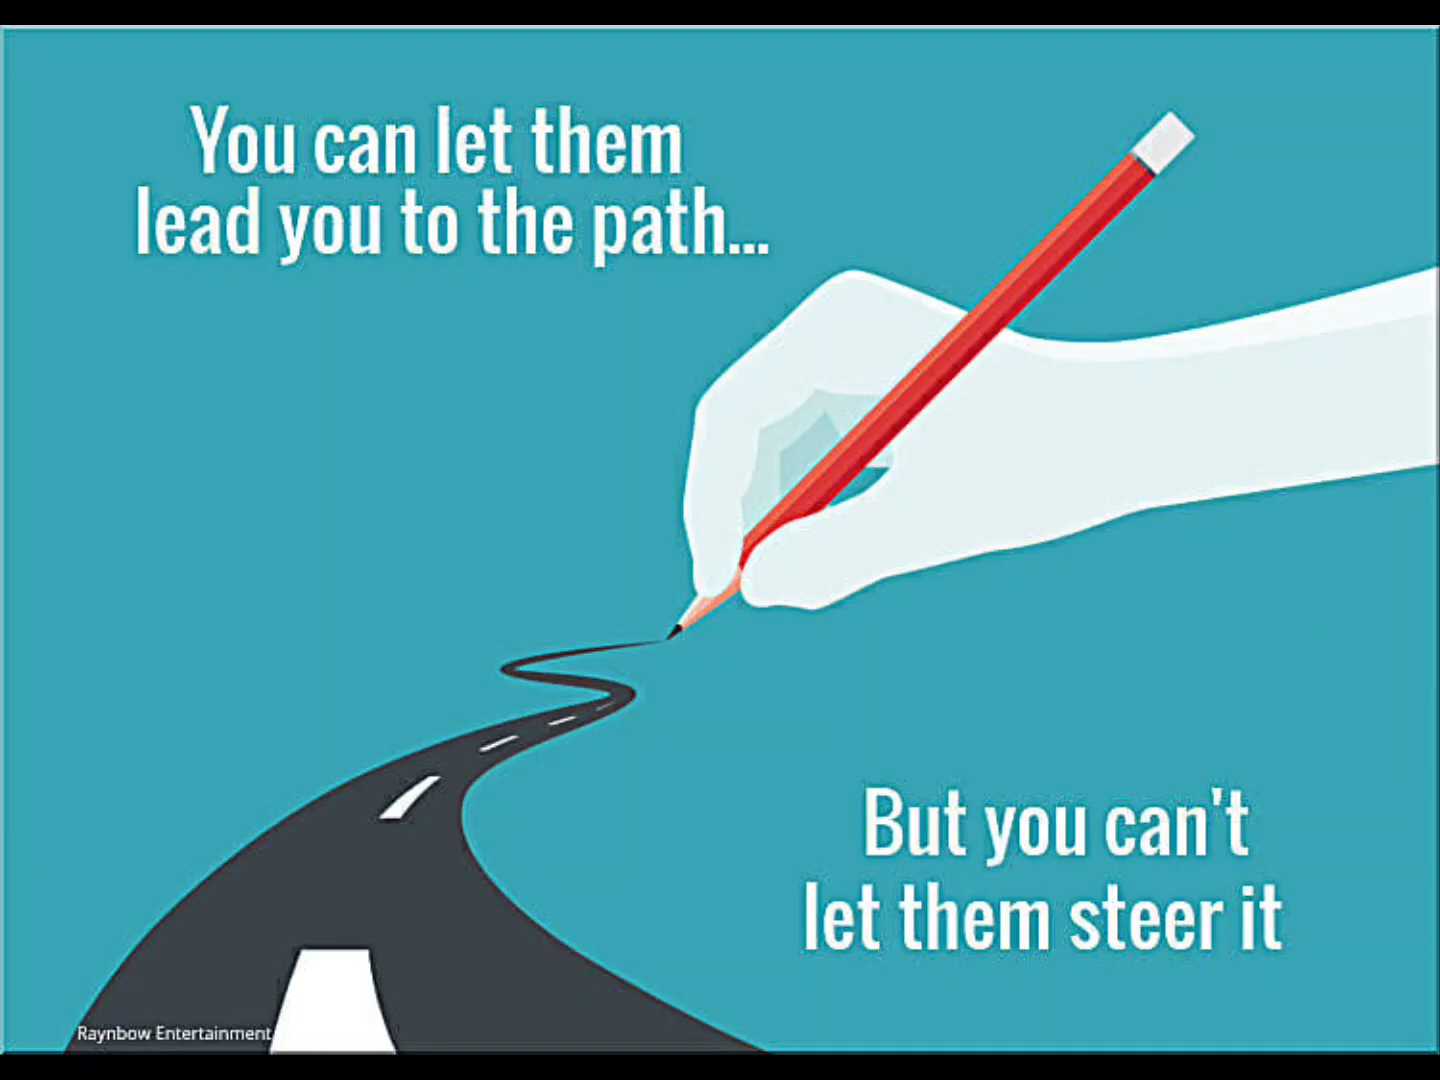 You can let them
lead you to the path...
But you can't
let them steer it
Raynbow Entertainment